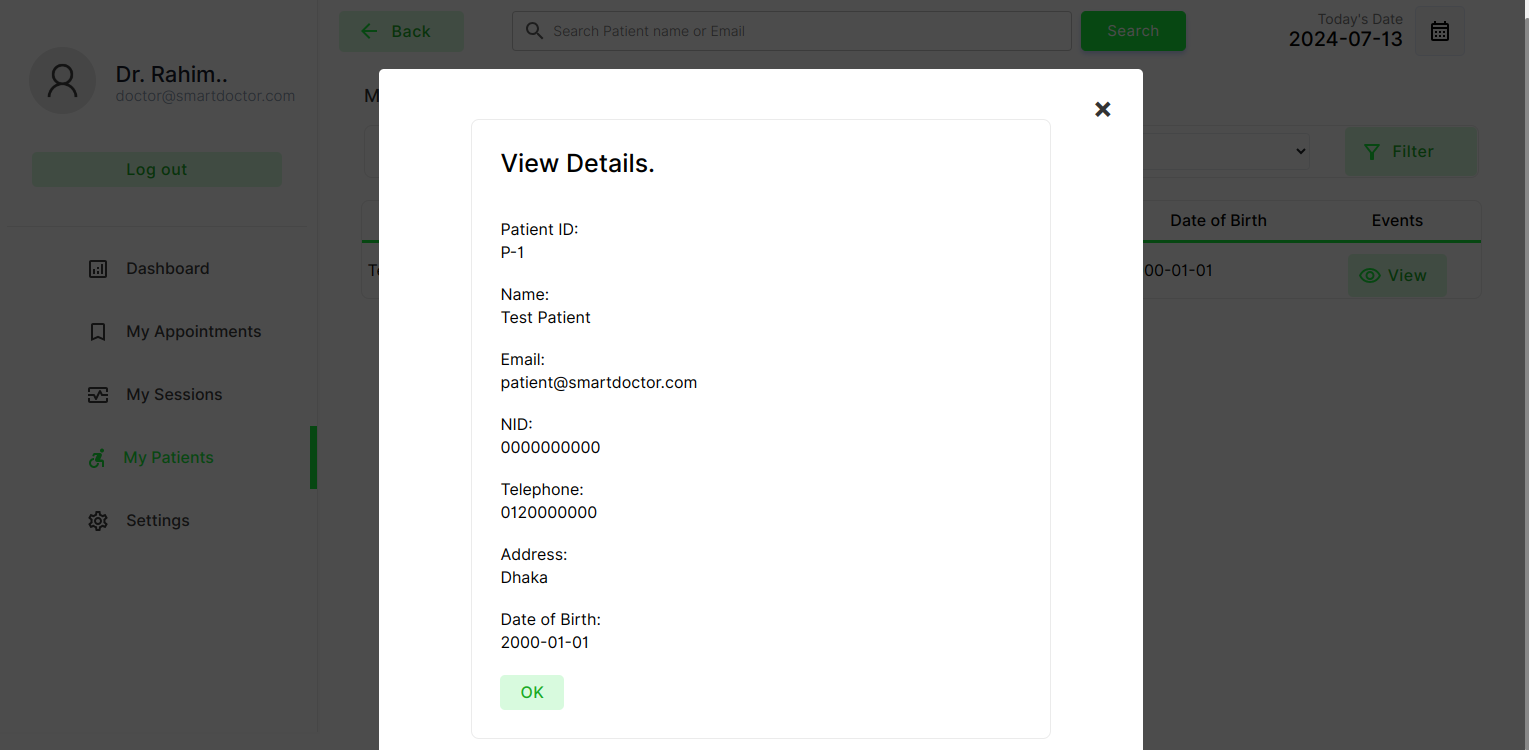 Dr. Rahim..
doctor@smartdoctor.com
Log out
Dashboard
My Appointments
My Sessions
My Patients
Settings
Back
Search Patient name or Email
Search
Today's Date
2024-07-13
Filter
Date of Birth
Events
00-01-01
View
View Details.
Patient ID:
P-1
Name:
Test Patient
Email:
patient@smartdoctor.com
NID:
0000000000
Telephone:
0120000000
Address:
Dhaka
Date of Birth:
2000-01-01
OK